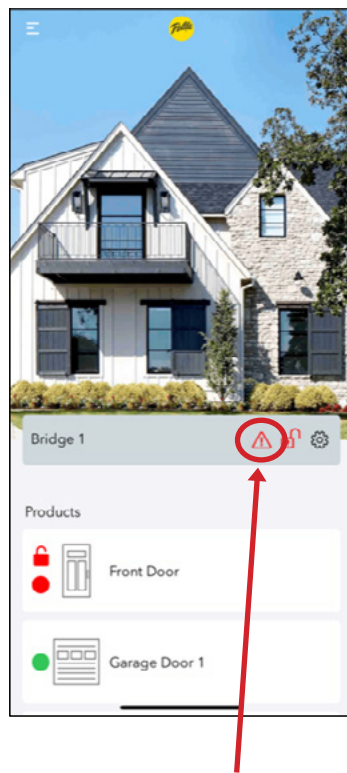 Pella
Bridge 1
Products
Front Door
Garage Door 1